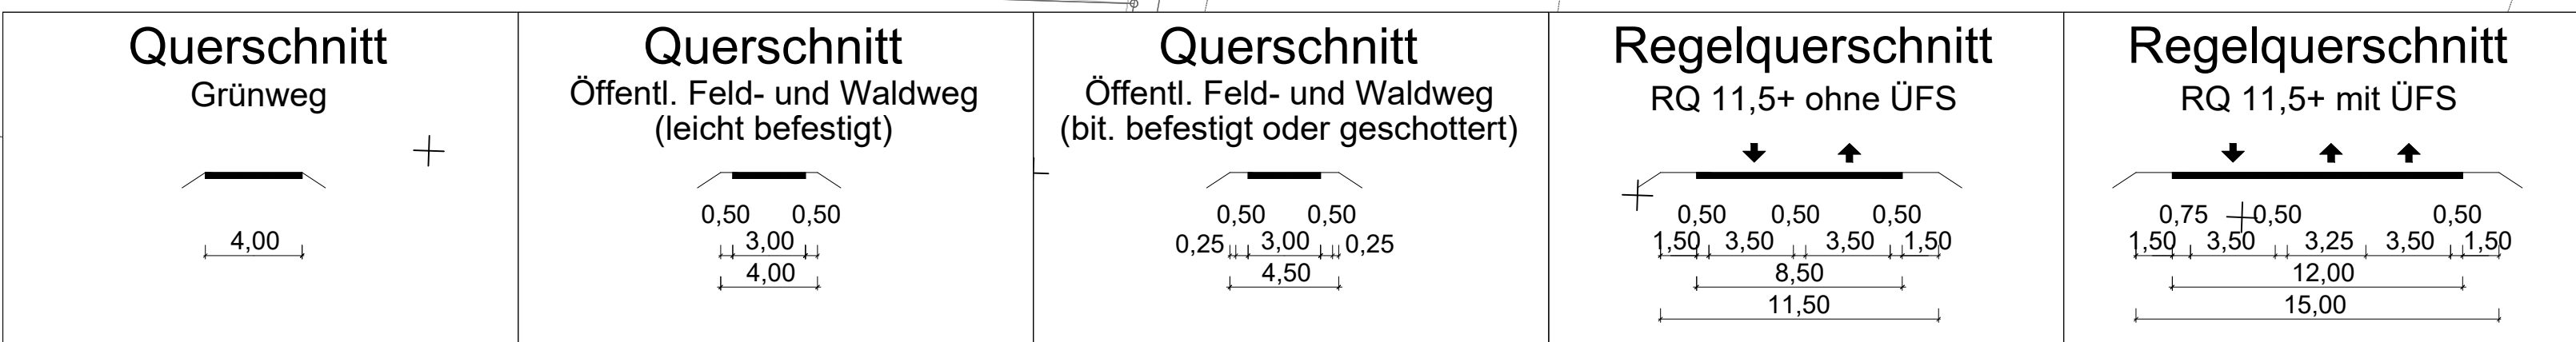 Querschnitt
Grünweg
4,00
Querschnitt
Öffentl. Feld- und Waldweg
(leicht befestigt)
0,50 0,50
3,00
4,00
Querschnitt
Öffentl. Feld- und Waldweg
(bit. befestigt oder geschottert)
0,50 0,50
0,25 3,00 0,25
4,50
Regelquerschnitt
RQ 11,5+ ohne ÜFS
0,50 0,50 0,50
1,50 3,50 3,50 1,50
8,50
11,50
Regelquerschnitt
RQ 11,5+ mit ÜFS
0,75 0,50 0,50
1,50 3,50 3,25 3,50 1,50
12,00
15,00